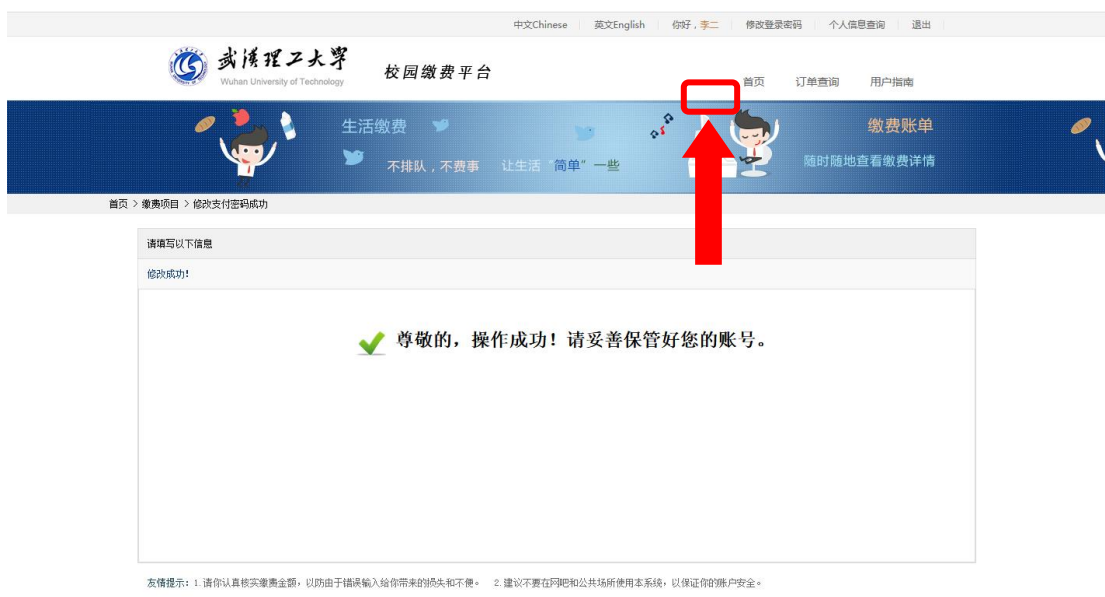 中文Chinese 英文English 你好，李二 修改登录密码 个人信息查询 退出
武汉理工大学 校园缴费平台
Wuhan University of Technology
首页 订单查询 用户指南
生活缴费 缴费账单
不排队，不费事 让生活“简单”一些 随时随地查看缴费详情
首页 > 缴费项目 > 修改支付密码成功
请填写以下信息
修改成功！
尊敬的，操作成功！请妥善保管好您的账号。
友情提示：1.请你认真核实缴费金额，以防由于错误输入给你带来的损失和不便。 2.建议不要在网吧和公共场所使用本系统，以保证你的账户安全。